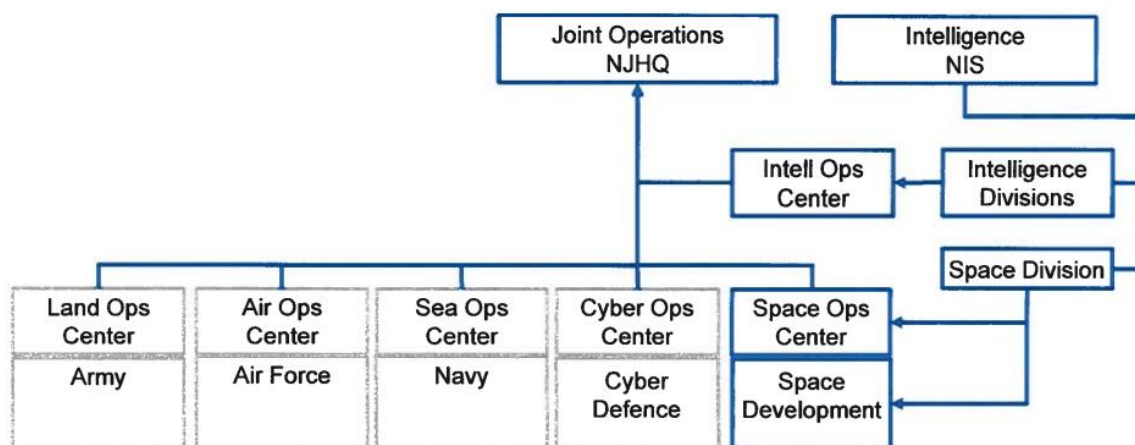 Joint Operations
NJHQ
Intelligence
NIS
Intell Ops
Center
Intelligence
Divisions
Space Division
Land Ops
Center
Air Ops
Center
Sea Ops
Center
Cyber Ops
Center
Space Ops
Center
Army
Air Force
Navy
Cyber
Defence
Space
Development